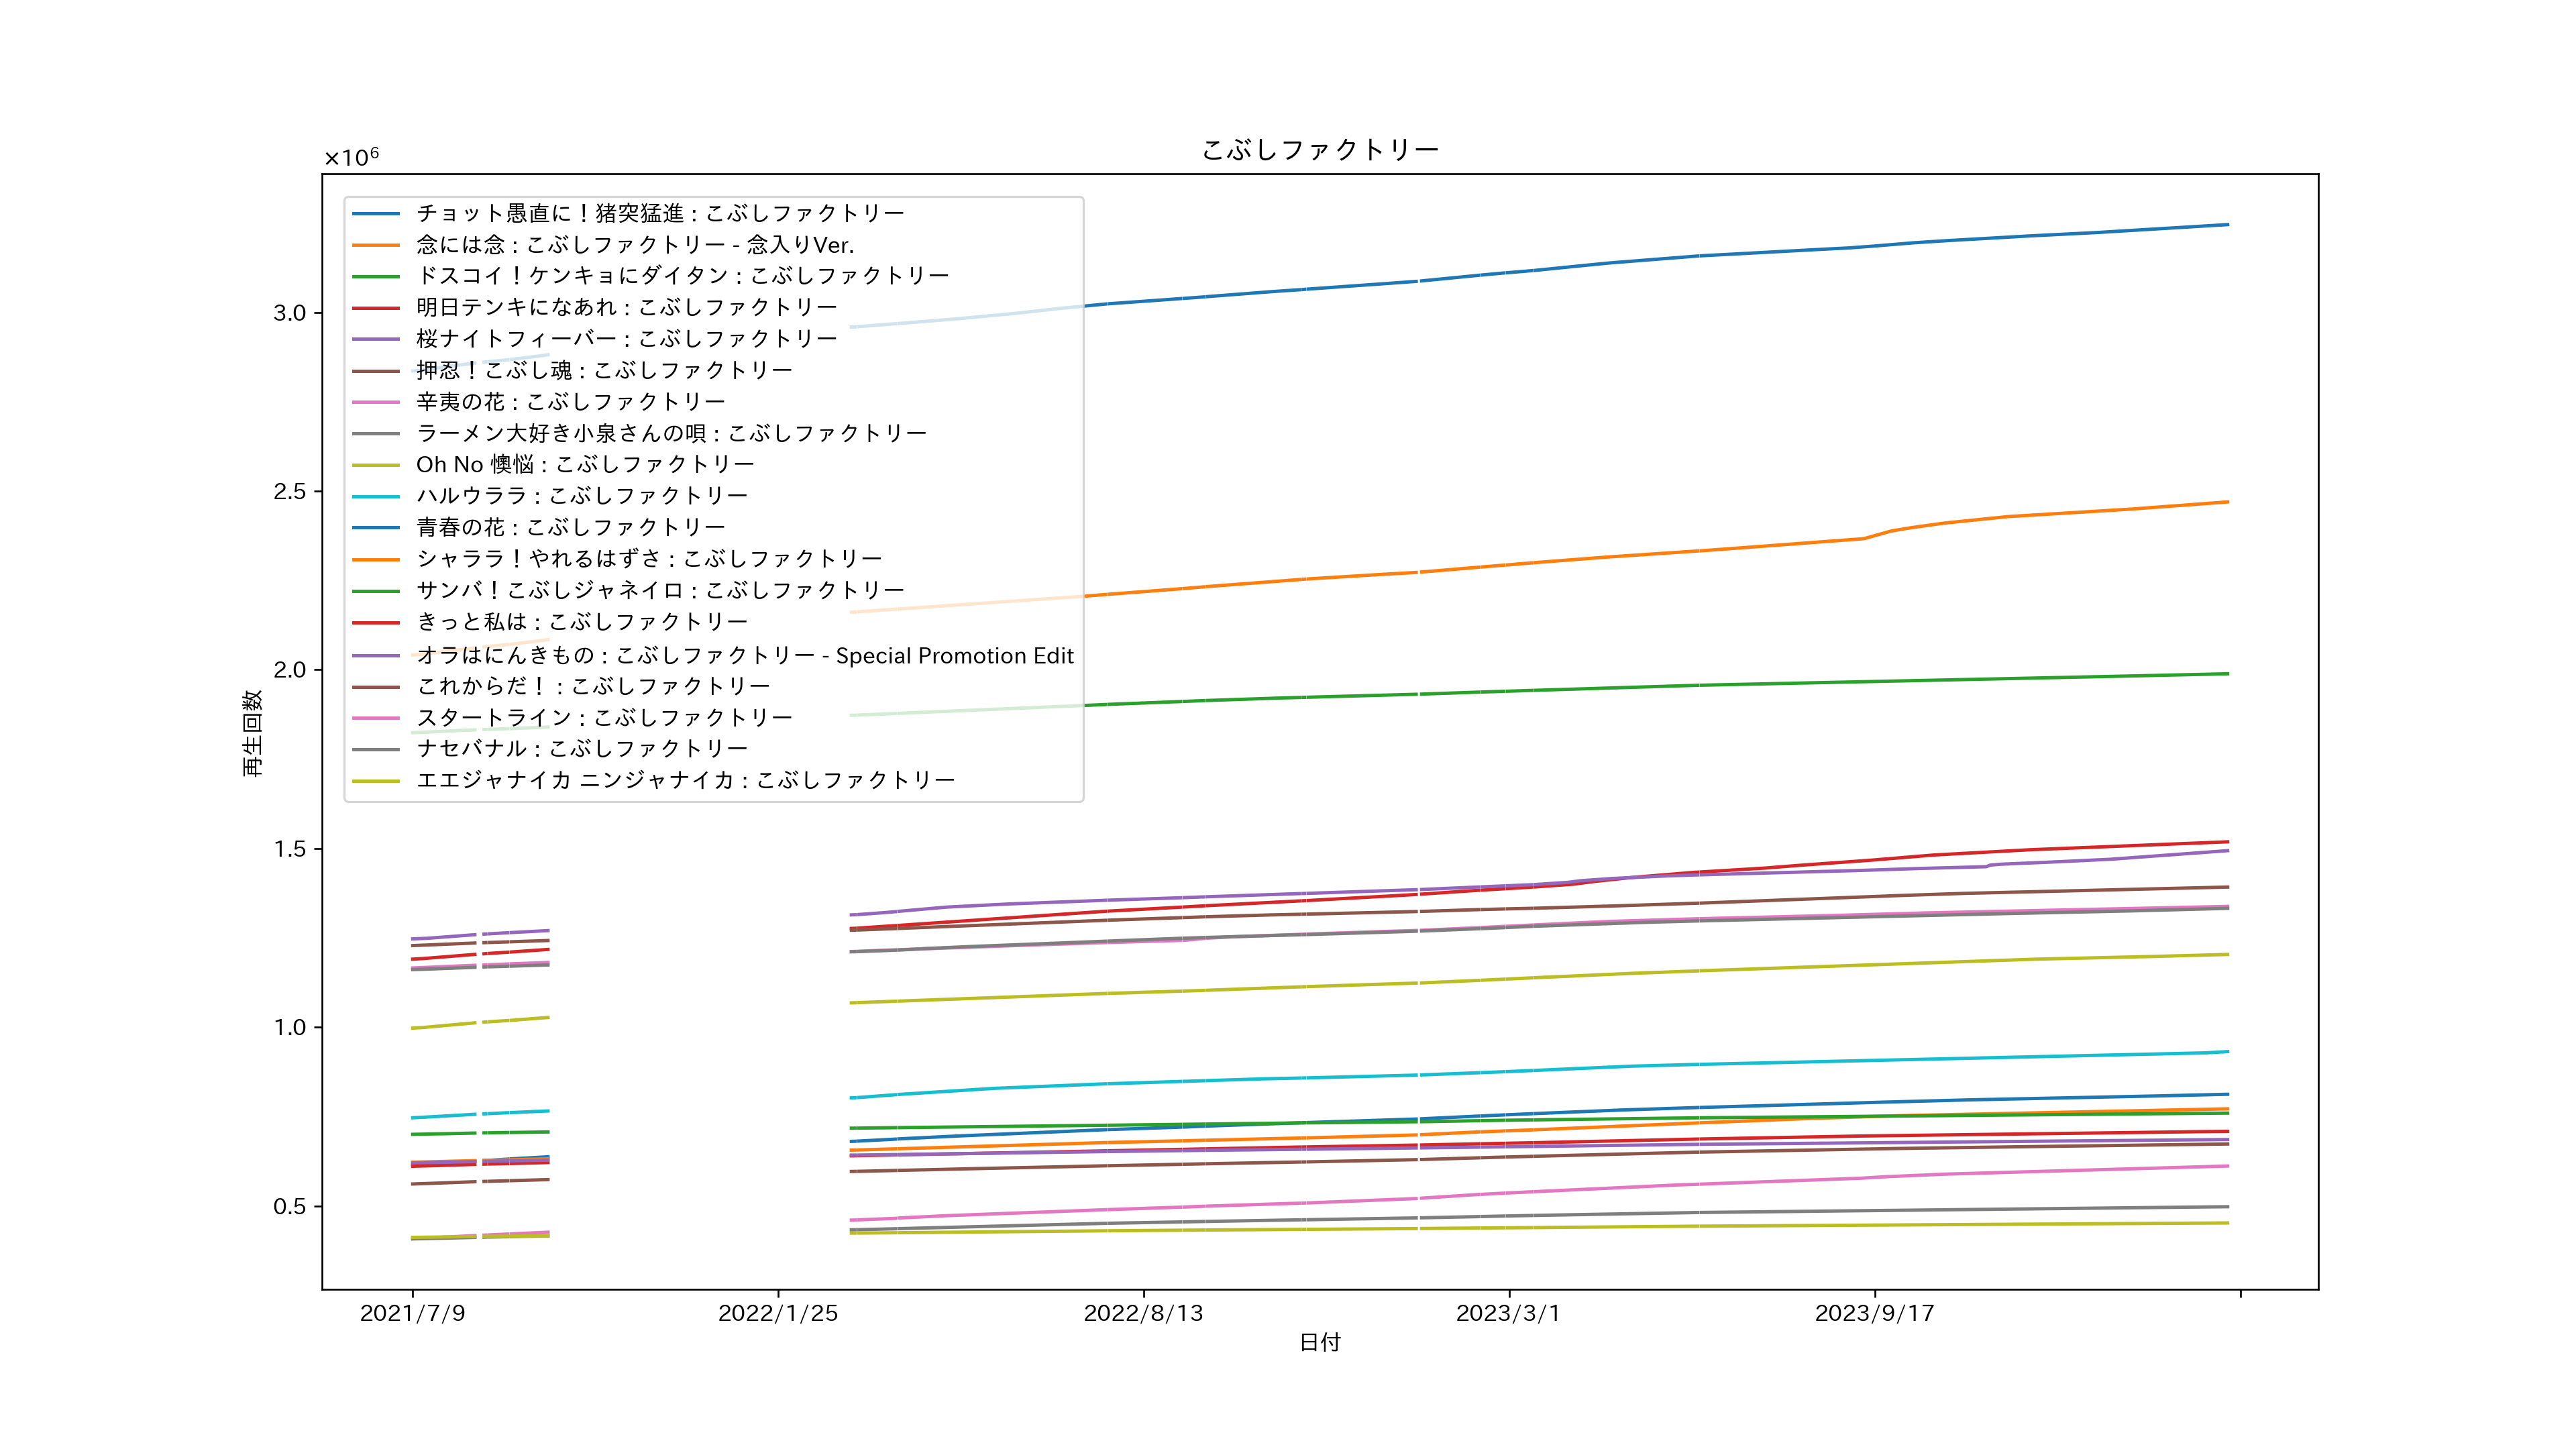 こぶしファクトリー
×10⁶
チョット愚直に！猪突猛進 : こぶしファクトリー
念には念 : こぶしファクトリー - 念入りVer.
ドスコイ！ケンキョにダイタン : こぶしファクトリー
明日テンキになあれ : こぶしファクトリー
桜ナイトフィーバー : こぶしファクトリー
押忍！こぶし魂 : こぶしファクトリー
辛夷の花 : こぶしファクトリー
ラーメン大好き小泉さんの唄 : こぶしファクトリー
Oh No 懊悩 : こぶしファクトリー
ハルウララ : こぶしファクトリー
青春の花 : こぶしファクトリー
シャララ！やれるはずさ : こぶしファクトリー
サンバ！こぶしジャネイロ : こぶしファクトリー
きっと私は : こぶしファクトリー
オラはにんきもの : こぶしファクトリー - Special Promotion Edit
これからだ！ : こぶしファクトリー
スタートライン : こぶしファクトリー
ナセバナル : こぶしファクトリー
エエジャナイカ ニンジャナイカ : こぶしファクトリー
3.0
2.5
2.0
1.5
1.0
0.5
再生回数
2021/7/9
2022/1/25
2022/8/13
2023/3/1
2023/9/17
日付